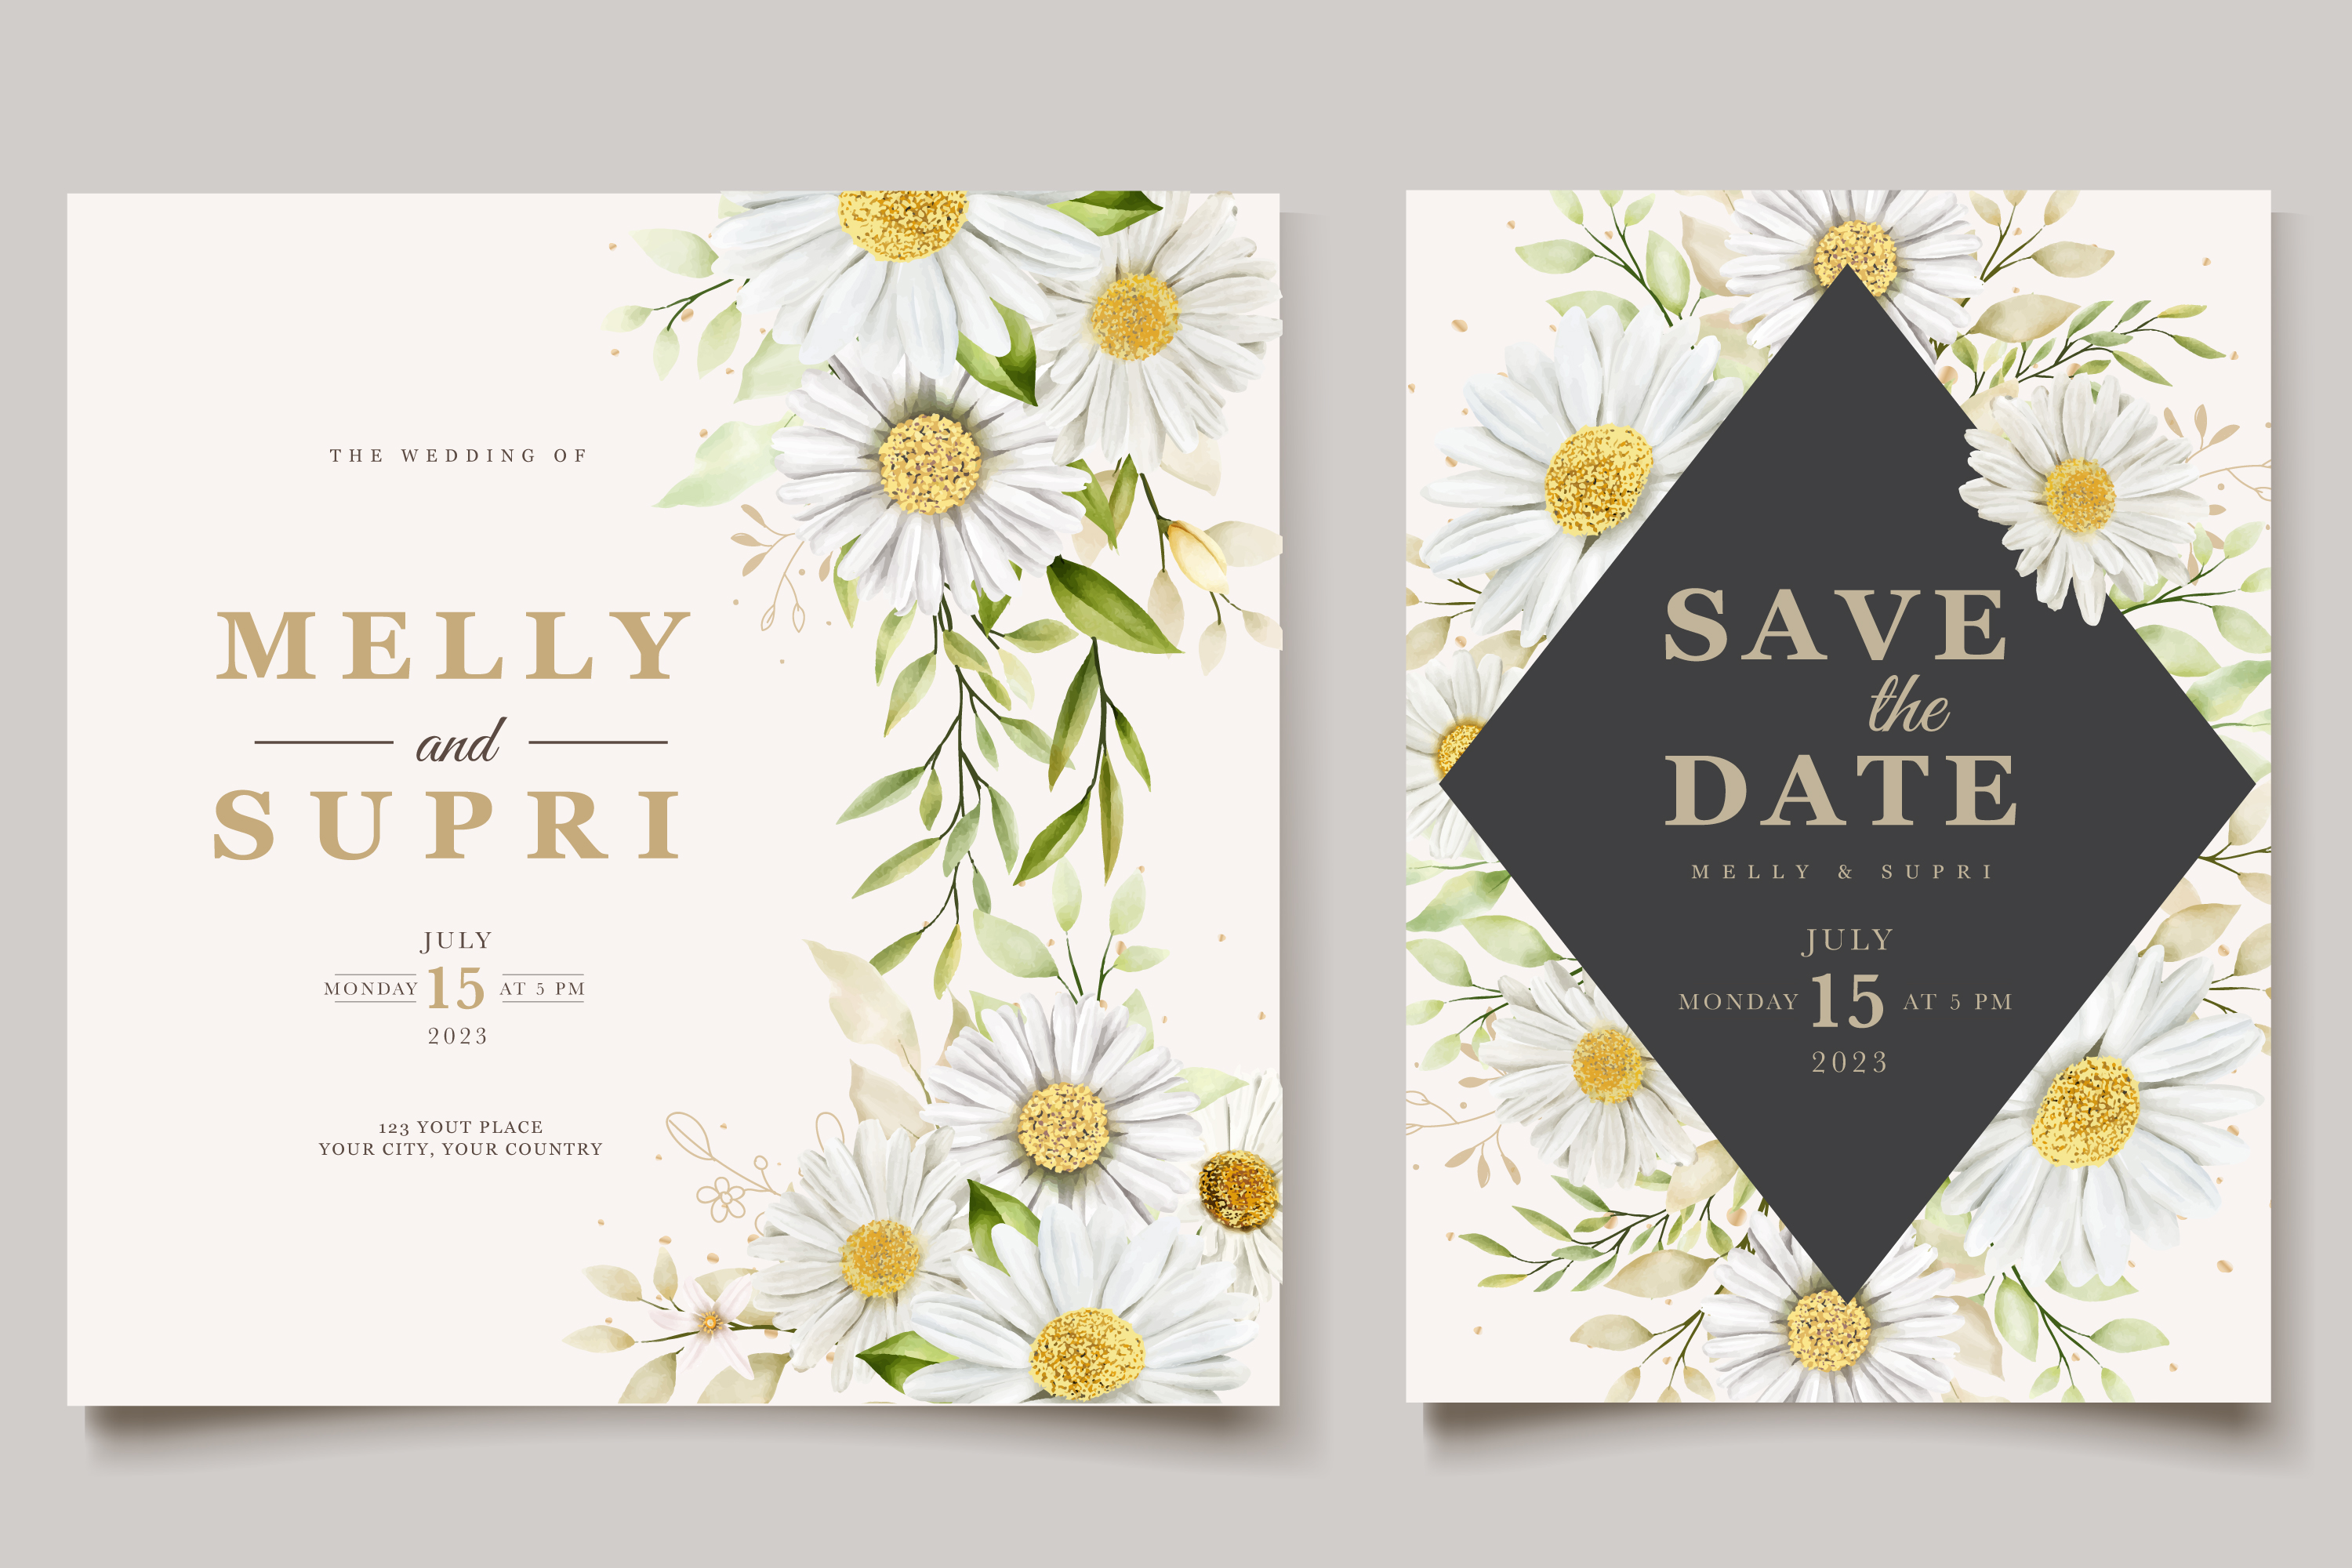 THE WEDDING OF
MELLY
and
SUPRI
JULY
MONDAY 15 AT 5 PM
2023
123 YOUT PLACE
YOUR CITY, YOUR COUNTRY
SAVE
the
DATE
MELLY & SUPRI
JULY
MONDAY 15 AT 5 PM
2023